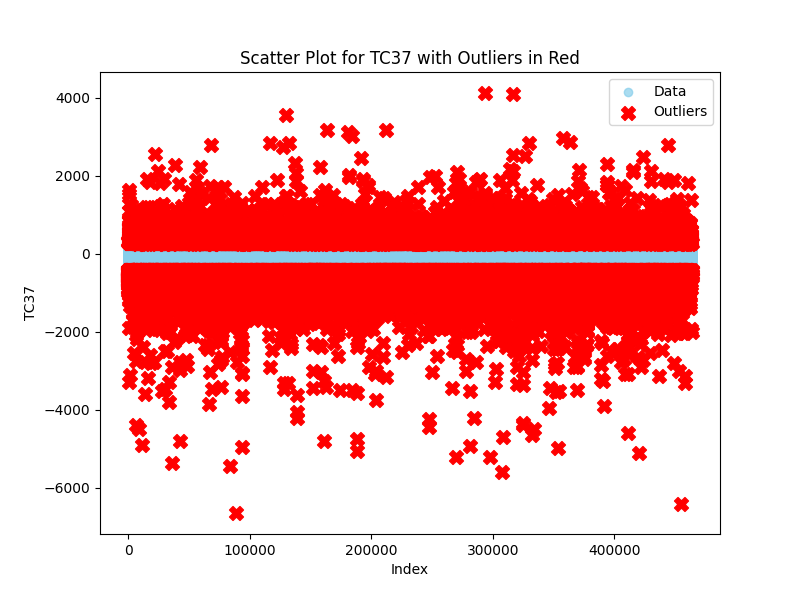 Scatter Plot for TC37 with Outliers in Red
Data
Outliers
4000
2000
0
−2000
−4000
−6000
TC37
0
100000
200000
300000
400000
Index